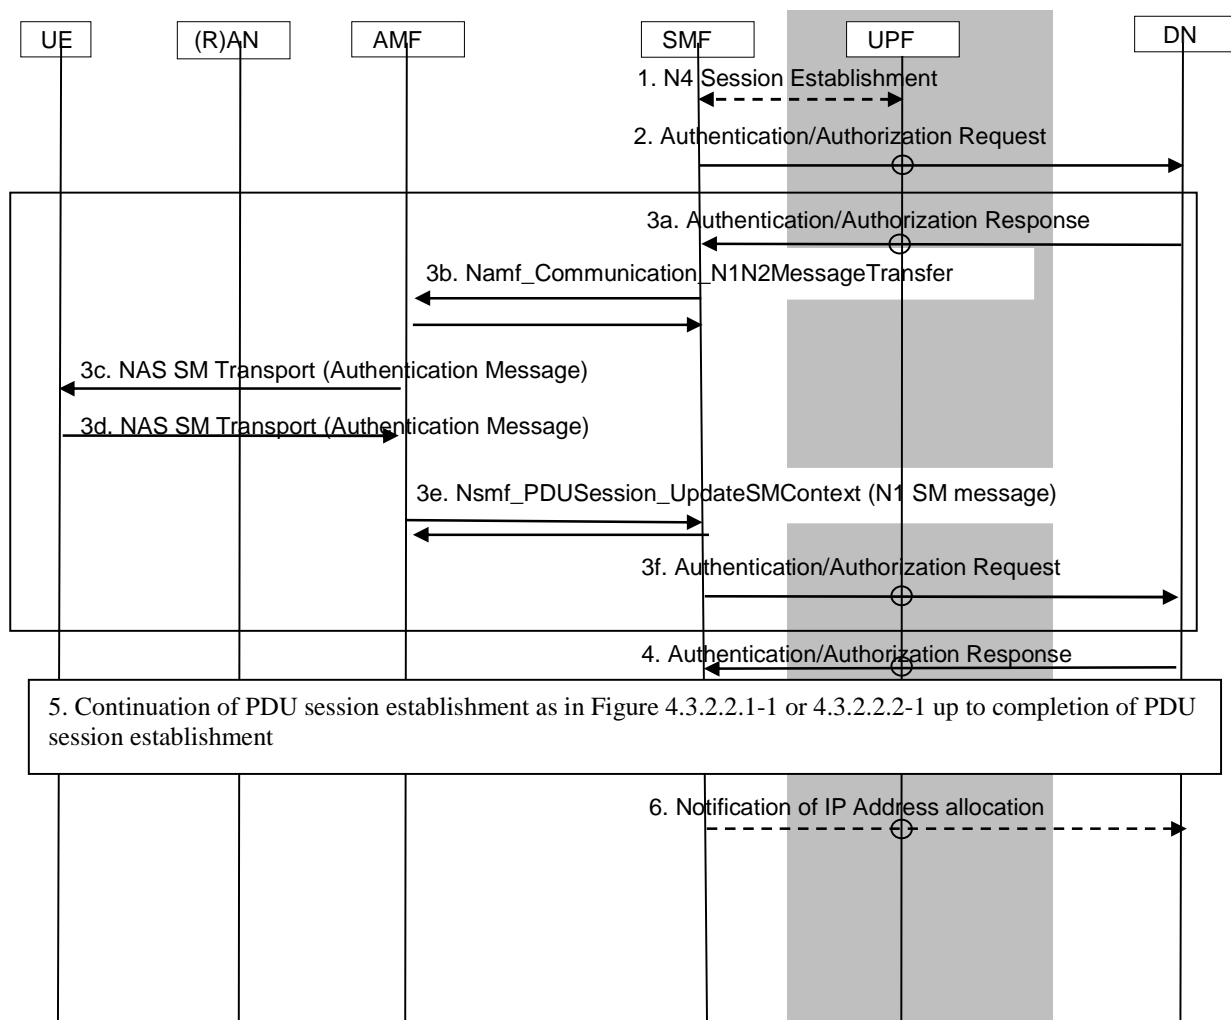 UE
(R)AN
AMF
SMF
UPF
DN
1. N4 Session Establishment
2. Authentication/Authorization Request
3a. Authentication/Authorization Response
3b. Namf_Communication_N1N2MessageTransfer
3c. NAS SM Transport (Authentication Message)
3d. NAS SM Transport (Authentication Message)
3e. Nsmf_PDUSession_UpdateSMContext (N1 SM message)
3f. Authentication/Authorization Request
4. Authentication/Authorization Response
5. Continuation of PDU session establishment as in Figure 4.3.2.2.1-1 or 4.3.2.2.2-1 up to completion of PDU
session establishment
6. Notification of IP Address allocation